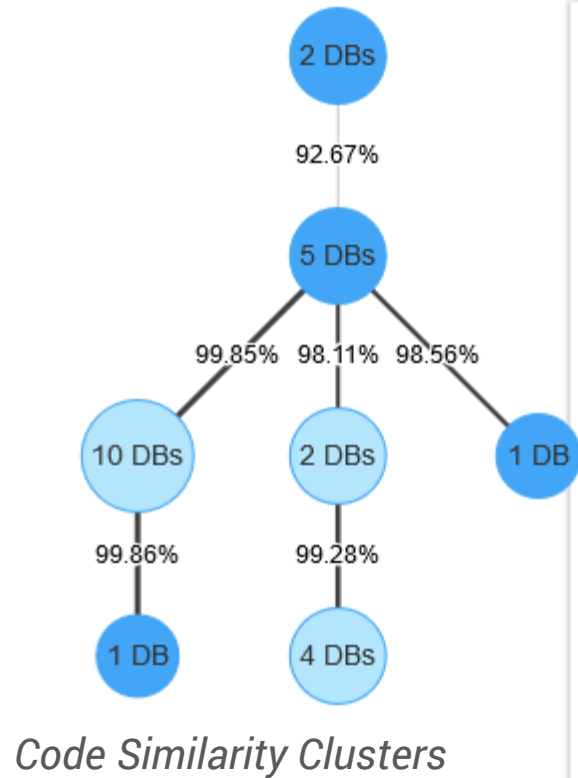 2 DBs
92.67%
5 DBs
99.85% 98.11% 98.56%
10 DBs 2 DBs 1 DB
99.86% 99.28%
1 DB 4 DBs
Code Similarity Clusters